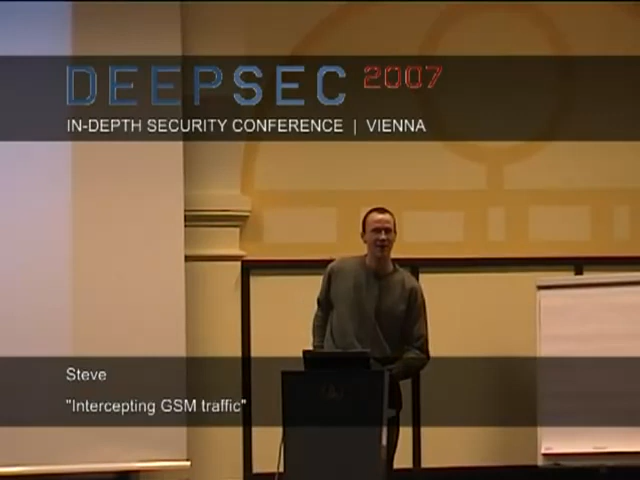 DEEPSEC 2007
IN-DEPTH SECURITY CONFERENCE | VIENNA
Steve
"Intercepting GSM traffic"